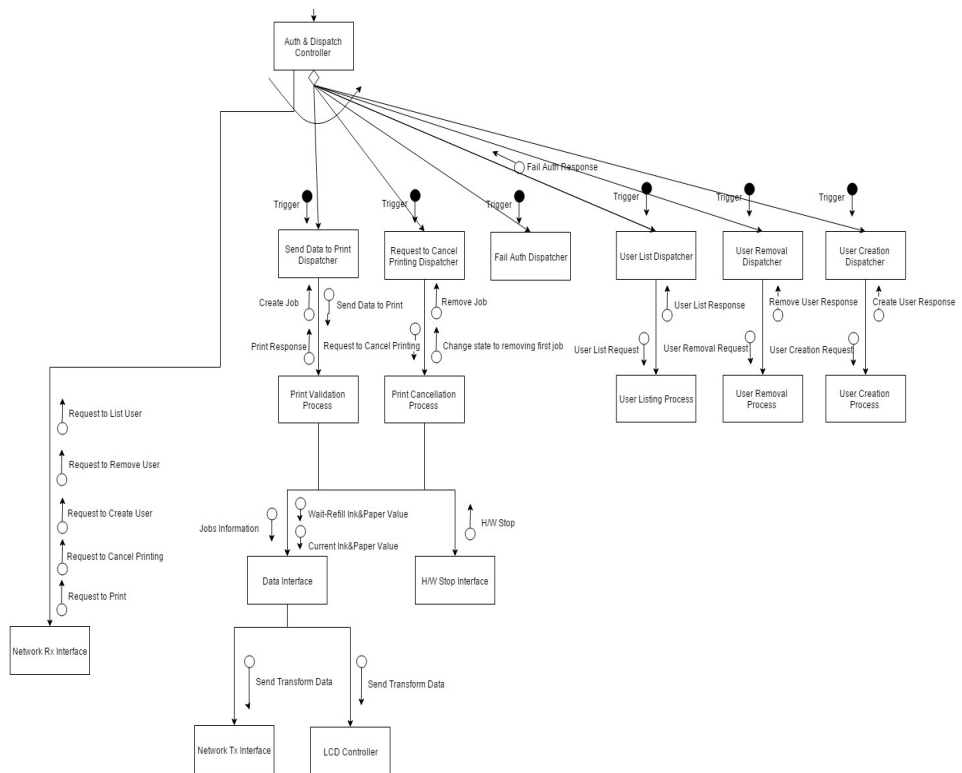 Auth & Dispatch
Controller
Fail Auth Response
Trigger
Trigger
Trigger
Trigger
Trigger
Trigger
Send Data to Print
Dispatcher
Request to Cancel
Printing Dispatcher
Fail Auth Dispatcher
User List Dispatcher
User Removal
Dispatcher
User Creation
Dispatcher
Create Job
Send Data to Print
Remove Job
User List Response
Remove User Response
Create User Response
Print Response
Request to Cancel Printing
Change state to removing first job
User List Request
User Removal Request
User Creation Request
Print Validation
Process
Print Cancellation
Process
User Listing Process
User Removal
Process
User Creation
Process
Request to List User
Request to Remove User
Request to Create User
Request to Cancel Printing
Request to Print
Jobs Information
Wait-Refill Ink&Paper Value
Current Ink&Paper Value
H/W Stop
Data Interface
H/W Stop Interface
Network Rx Interface
Send Transform Data
Send Transform Data
Network Tx Interface
LCD Controller